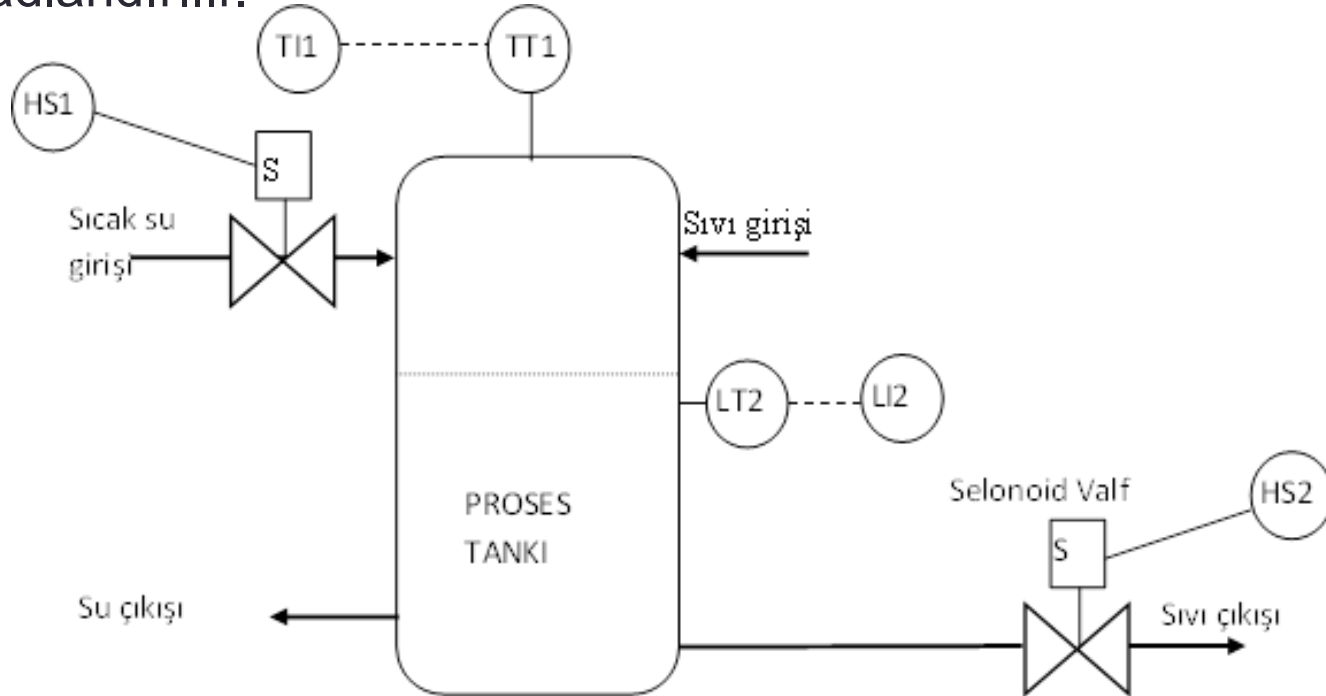 adlandırılır.
TI1
TT1
HS1
S
Sıcak su
girişi
Sıvı girişi
LT2
LI2
PROSES
TANKI
Selonoid Valf
HS2
S
Su çıkışı
Sıvı çıkışı